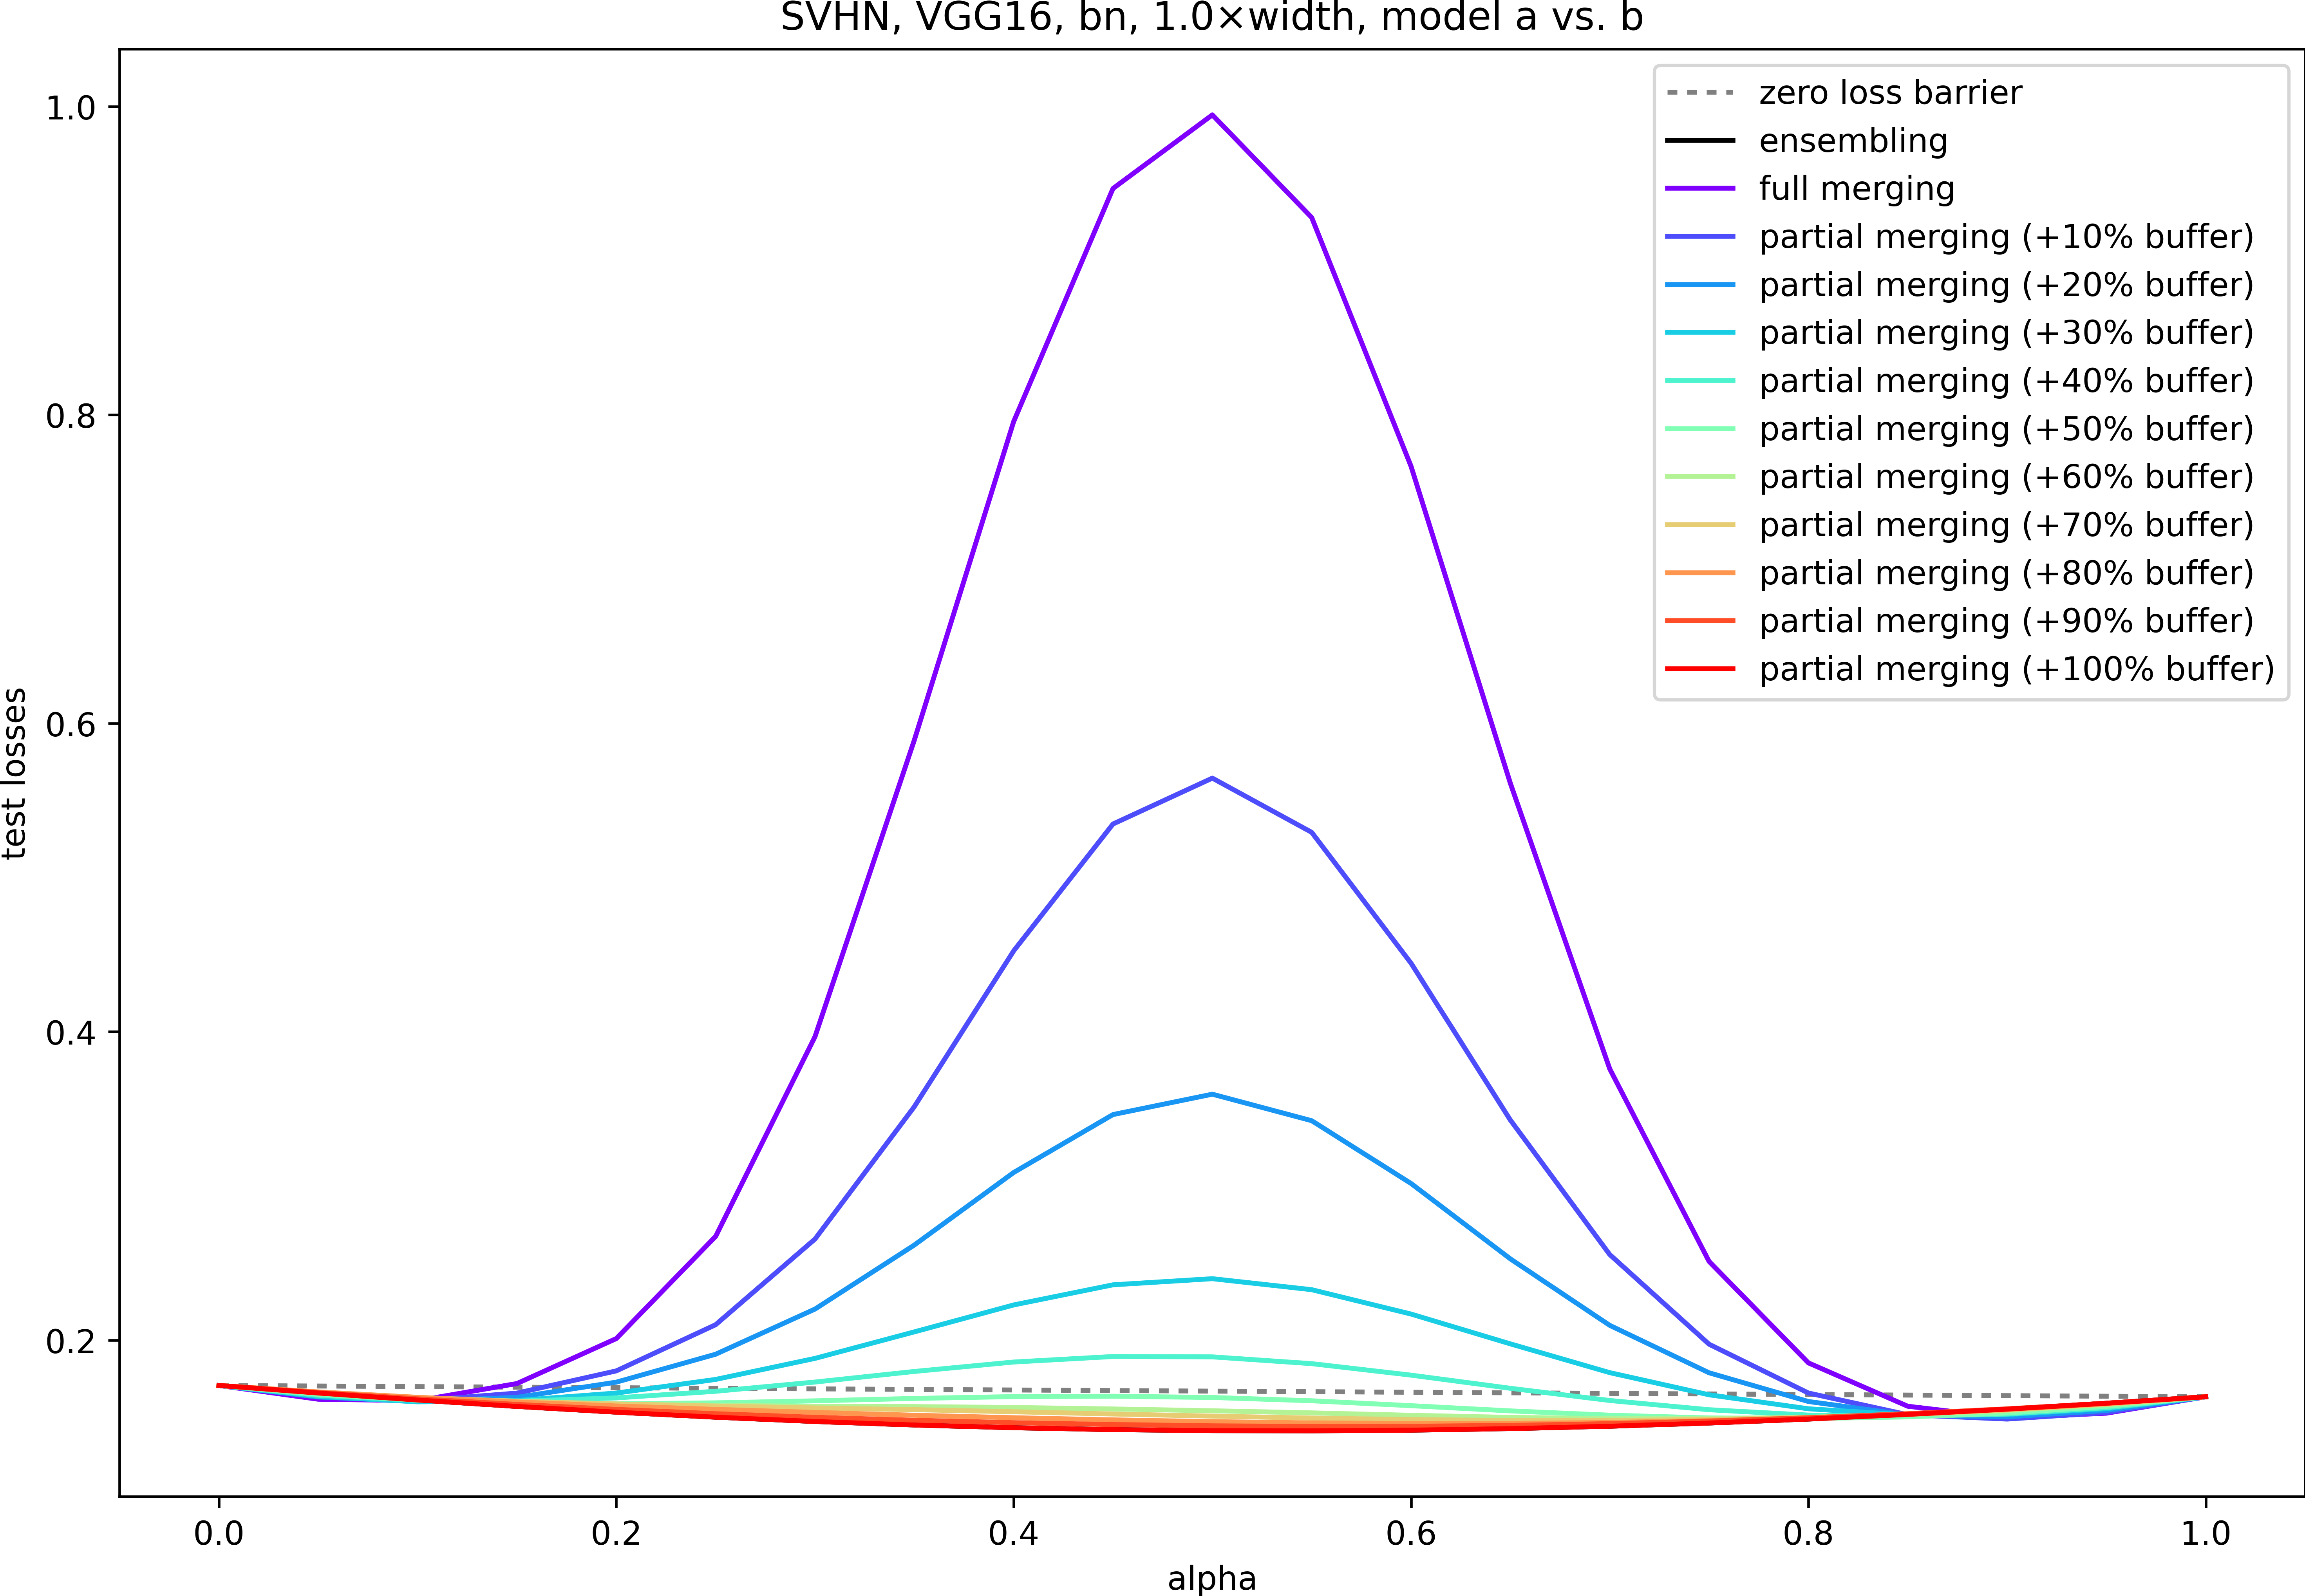 SVHN, VGG16, bn, 1.0×width, model a vs. b
zero loss barrier
ensembling
full merging
partial merging (+10% buffer)
partial merging (+20% buffer)
partial merging (+30% buffer)
partial merging (+40% buffer)
partial merging (+50% buffer)
partial merging (+60% buffer)
partial merging (+70% buffer)
partial merging (+80% buffer)
partial merging (+90% buffer)
partial merging (+100% buffer)
test losses
1.0
0.8
0.6
0.4
0.2
0.0 0.2 0.4 0.6 0.8 1.0
alpha